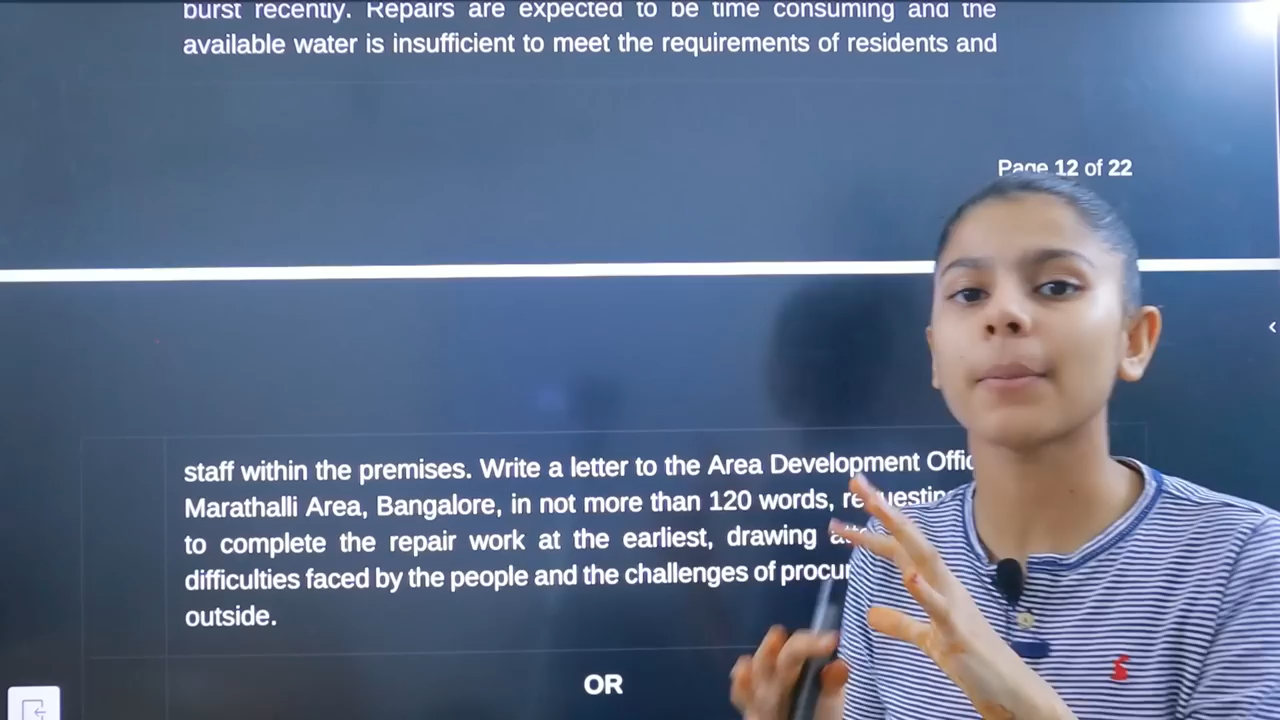 burst recently. Repairs are expected to be time consuming and the
available water is insufficient to meet the requirements of residents and
Page 12 of 22
staff within the premises. Write a letter to the Area Development
Marathalli Area, Bangalore, in not more than 120 words,
to complete the repair work at the earliest, drawing
difficulties faced by the people and the challenges of
outside.
OR